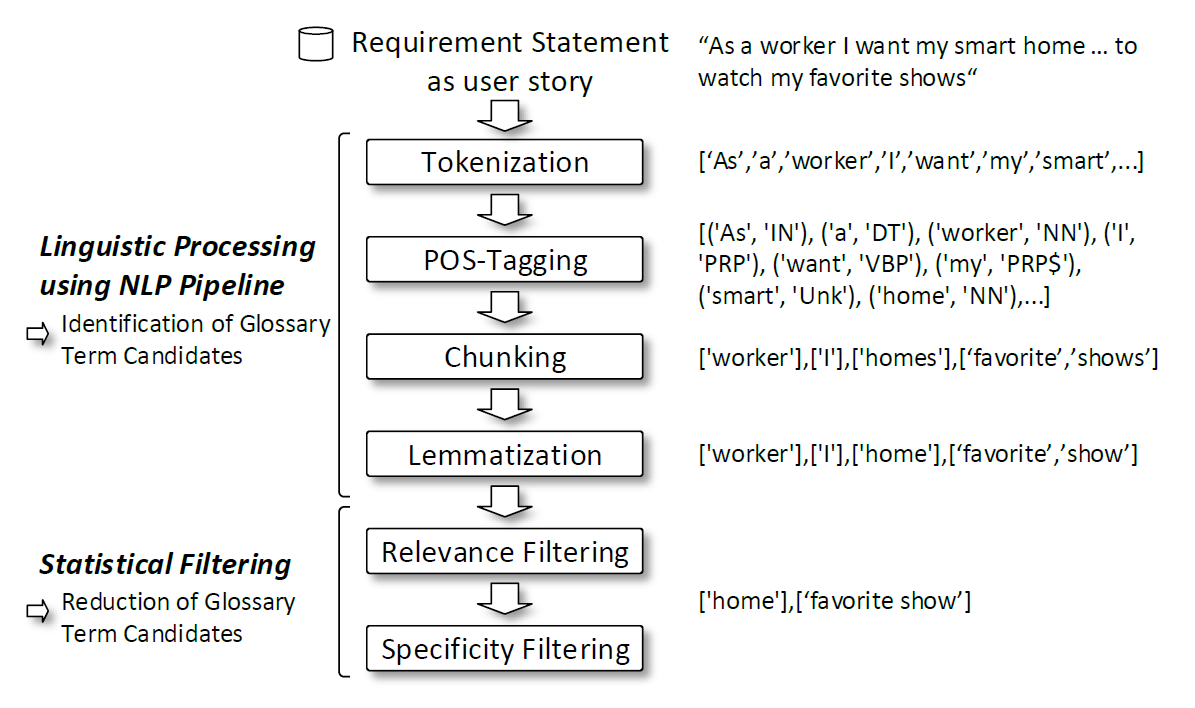 Requirement Statement
as user story
“As a worker I want my smart home ... to
watch my favorite shows“
Tokenization
[‘As’,’a’,’worker’,’I’,’want’,’my’,’smart’,...]
Linguistic Processing
using NLP Pipeline
Identification of Glossary
Term Candidates
POS-Tagging
[('As', 'IN'), ('a', 'DT'), ('worker', 'NN'), ('I',
'PRP'), ('want', 'VBP'), ('my', 'PRP$'),
('smart', 'Unk'), ('home', 'NN'),...]
Chunking
['worker'],['I'],['homes'],[‘favorite’,’shows’]
Lemmatization
['worker'],['I'],['home'],[‘favorite’,’show’]
Statistical Filtering
Reduction of Glossary
Term Candidates
Relevance Filtering
['home'],[‘favorite show’]
Specificity Filtering